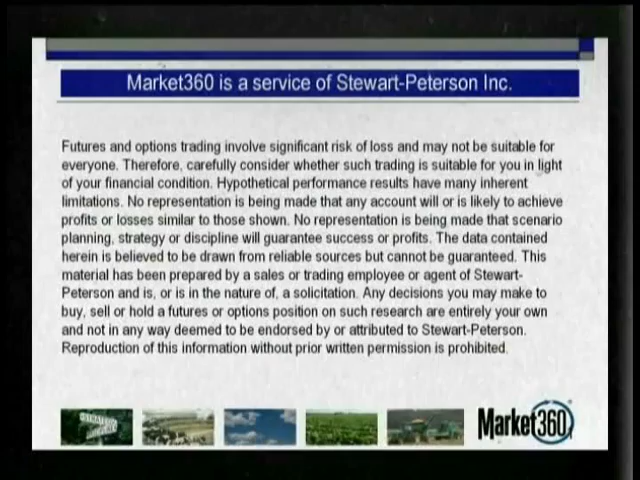 Market360 is a service of Stewart-Peterson Inc.
Futures and options trading involve significant risk of loss and may not be suitable for
everyone. Therefore, carefully consider whether such trading is suitable for you in light
of your financial condition. Hypothetical performance results have many inherent
limitations. No representation is being made that any account will or is likely to achieve
profits or losses similar to those shown. No representation is being made that scenario
planning, strategy or discipline will guarantee success or profits. The data contained
herein is believed to be drawn from reliable sources but cannot be guaranteed. This
material has been prepared by a sales or trading employee or agent of Stewart-
Peterson and is, or is in the nature of, a solicitation. Any decisions you may make to
buy, sell or hold a futures or options position on such research are entirely your own
and not in any way deemed to be endorsed by or attributed to Stewart-Peterson.
Reproduction of this information without prior written permission is prohibited.
STRATEGY
Market360